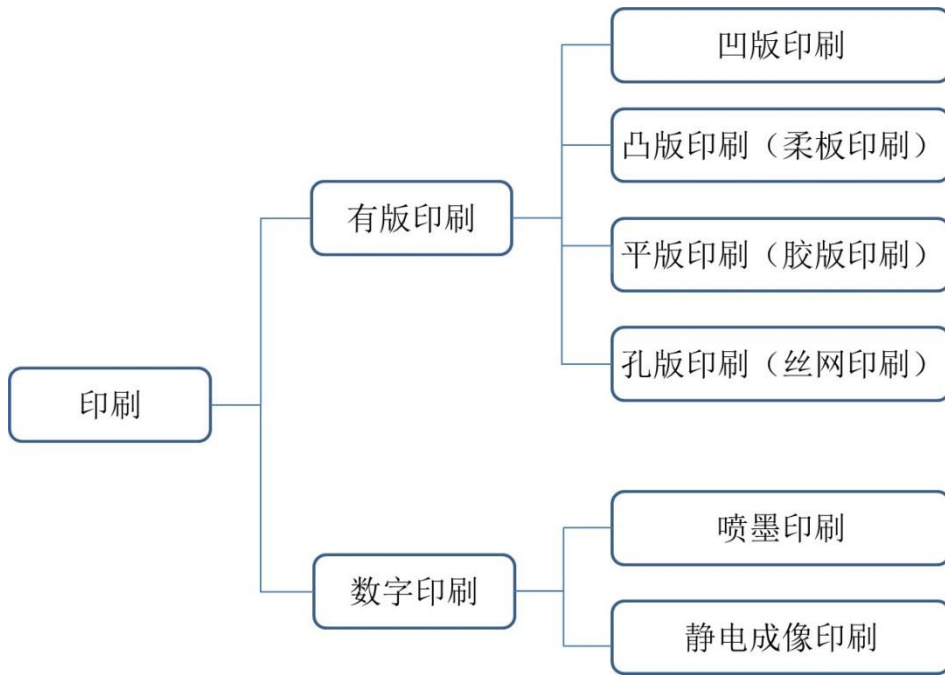 凹版印刷
凸版印刷（柔板印刷）
有版印刷
平版印刷（胶版印刷）
孔版印刷（丝网印刷）
印刷
喷墨印刷
数字印刷
静电成像印刷